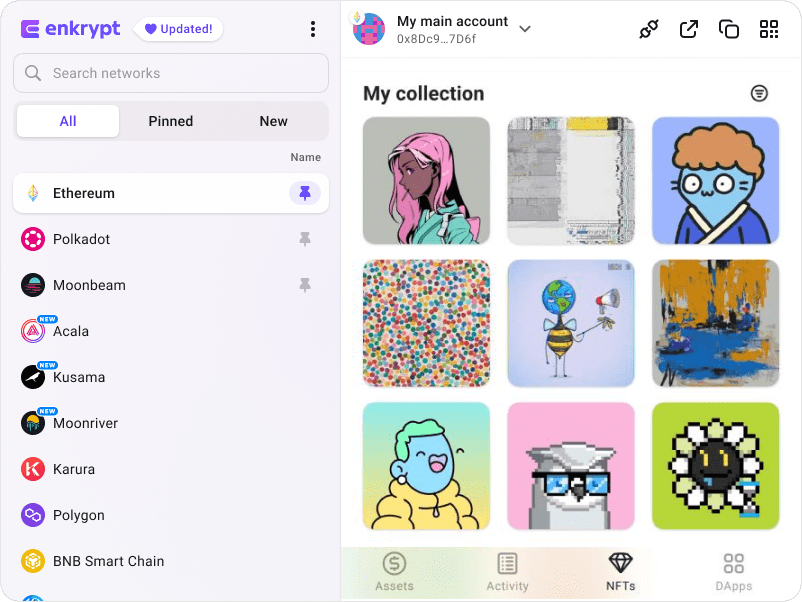 enkrypt
Updated!
Search networks
All
Pinned
New
Name
Ethereum
Polkadot
Moonbeam
NEW
Acala
NEW
Kusama
NEW
Moonriver
Karura
Polygon
BNB Smart Chain
My main account
0x8Dc9...7D6f
My collection
Assets
Activity
NFTs
DApps